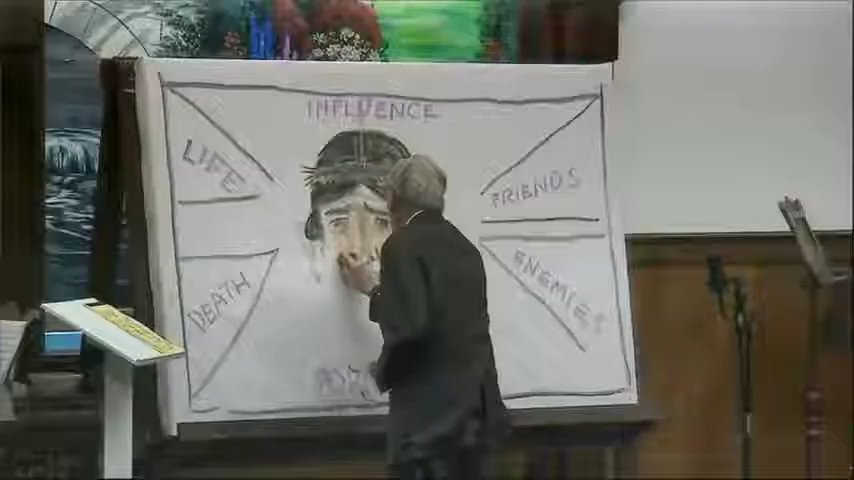 INFLUENCE
LIFE
FRIENDS
DEATH
ENEMIES